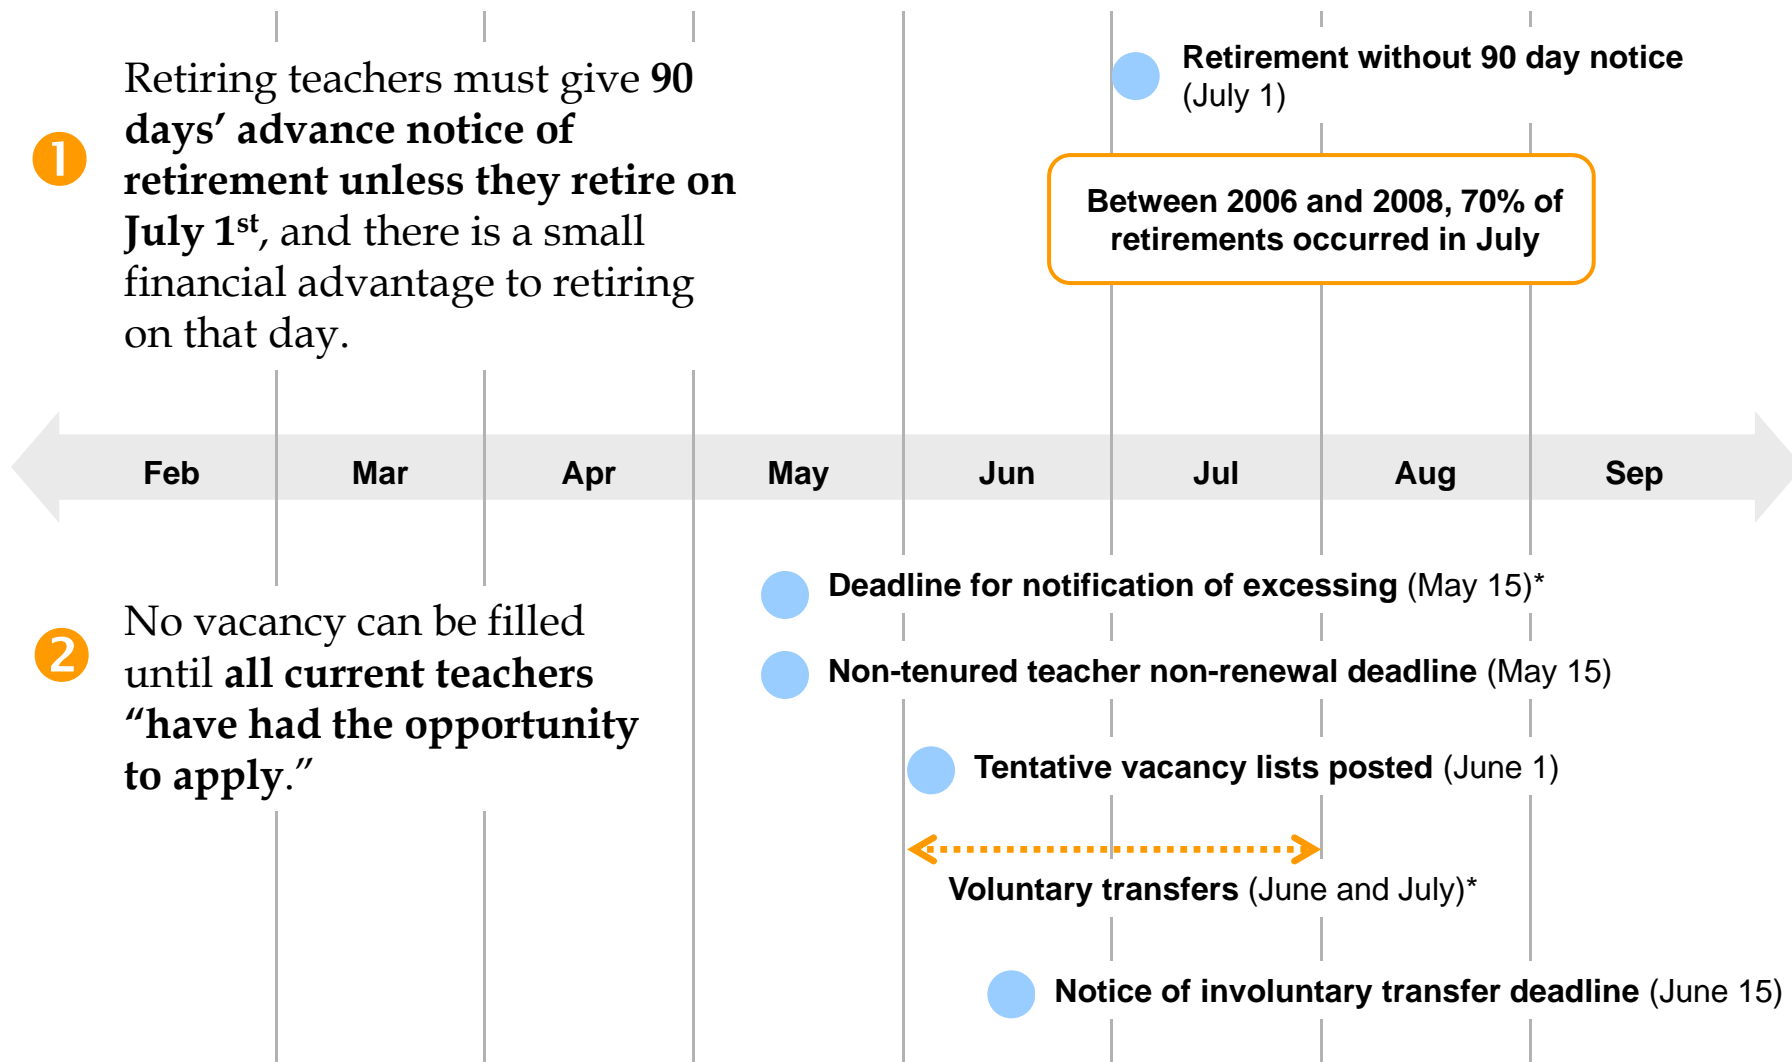 1
Retiring teachers must give 90
days’ advance notice of
retirement unless they retire on
July 1st, and there is a small
financial advantage to retiring
on that day.
Retirement without 90 day notice
(July 1)
Between 2006 and 2008, 70% of
retirements occurred in July
Feb Mar Apr May Jun Jul Aug Sep
2
No vacancy can be filled
until all current teachers
“have had the opportunity
to apply.”
Deadline for notification of excessing (May 15)*
Non-tenured teacher non-renewal deadline (May 15)
Tentative vacancy lists posted (June 1)
Voluntary transfers (June and July)*
Notice of involuntary transfer deadline (June 15)